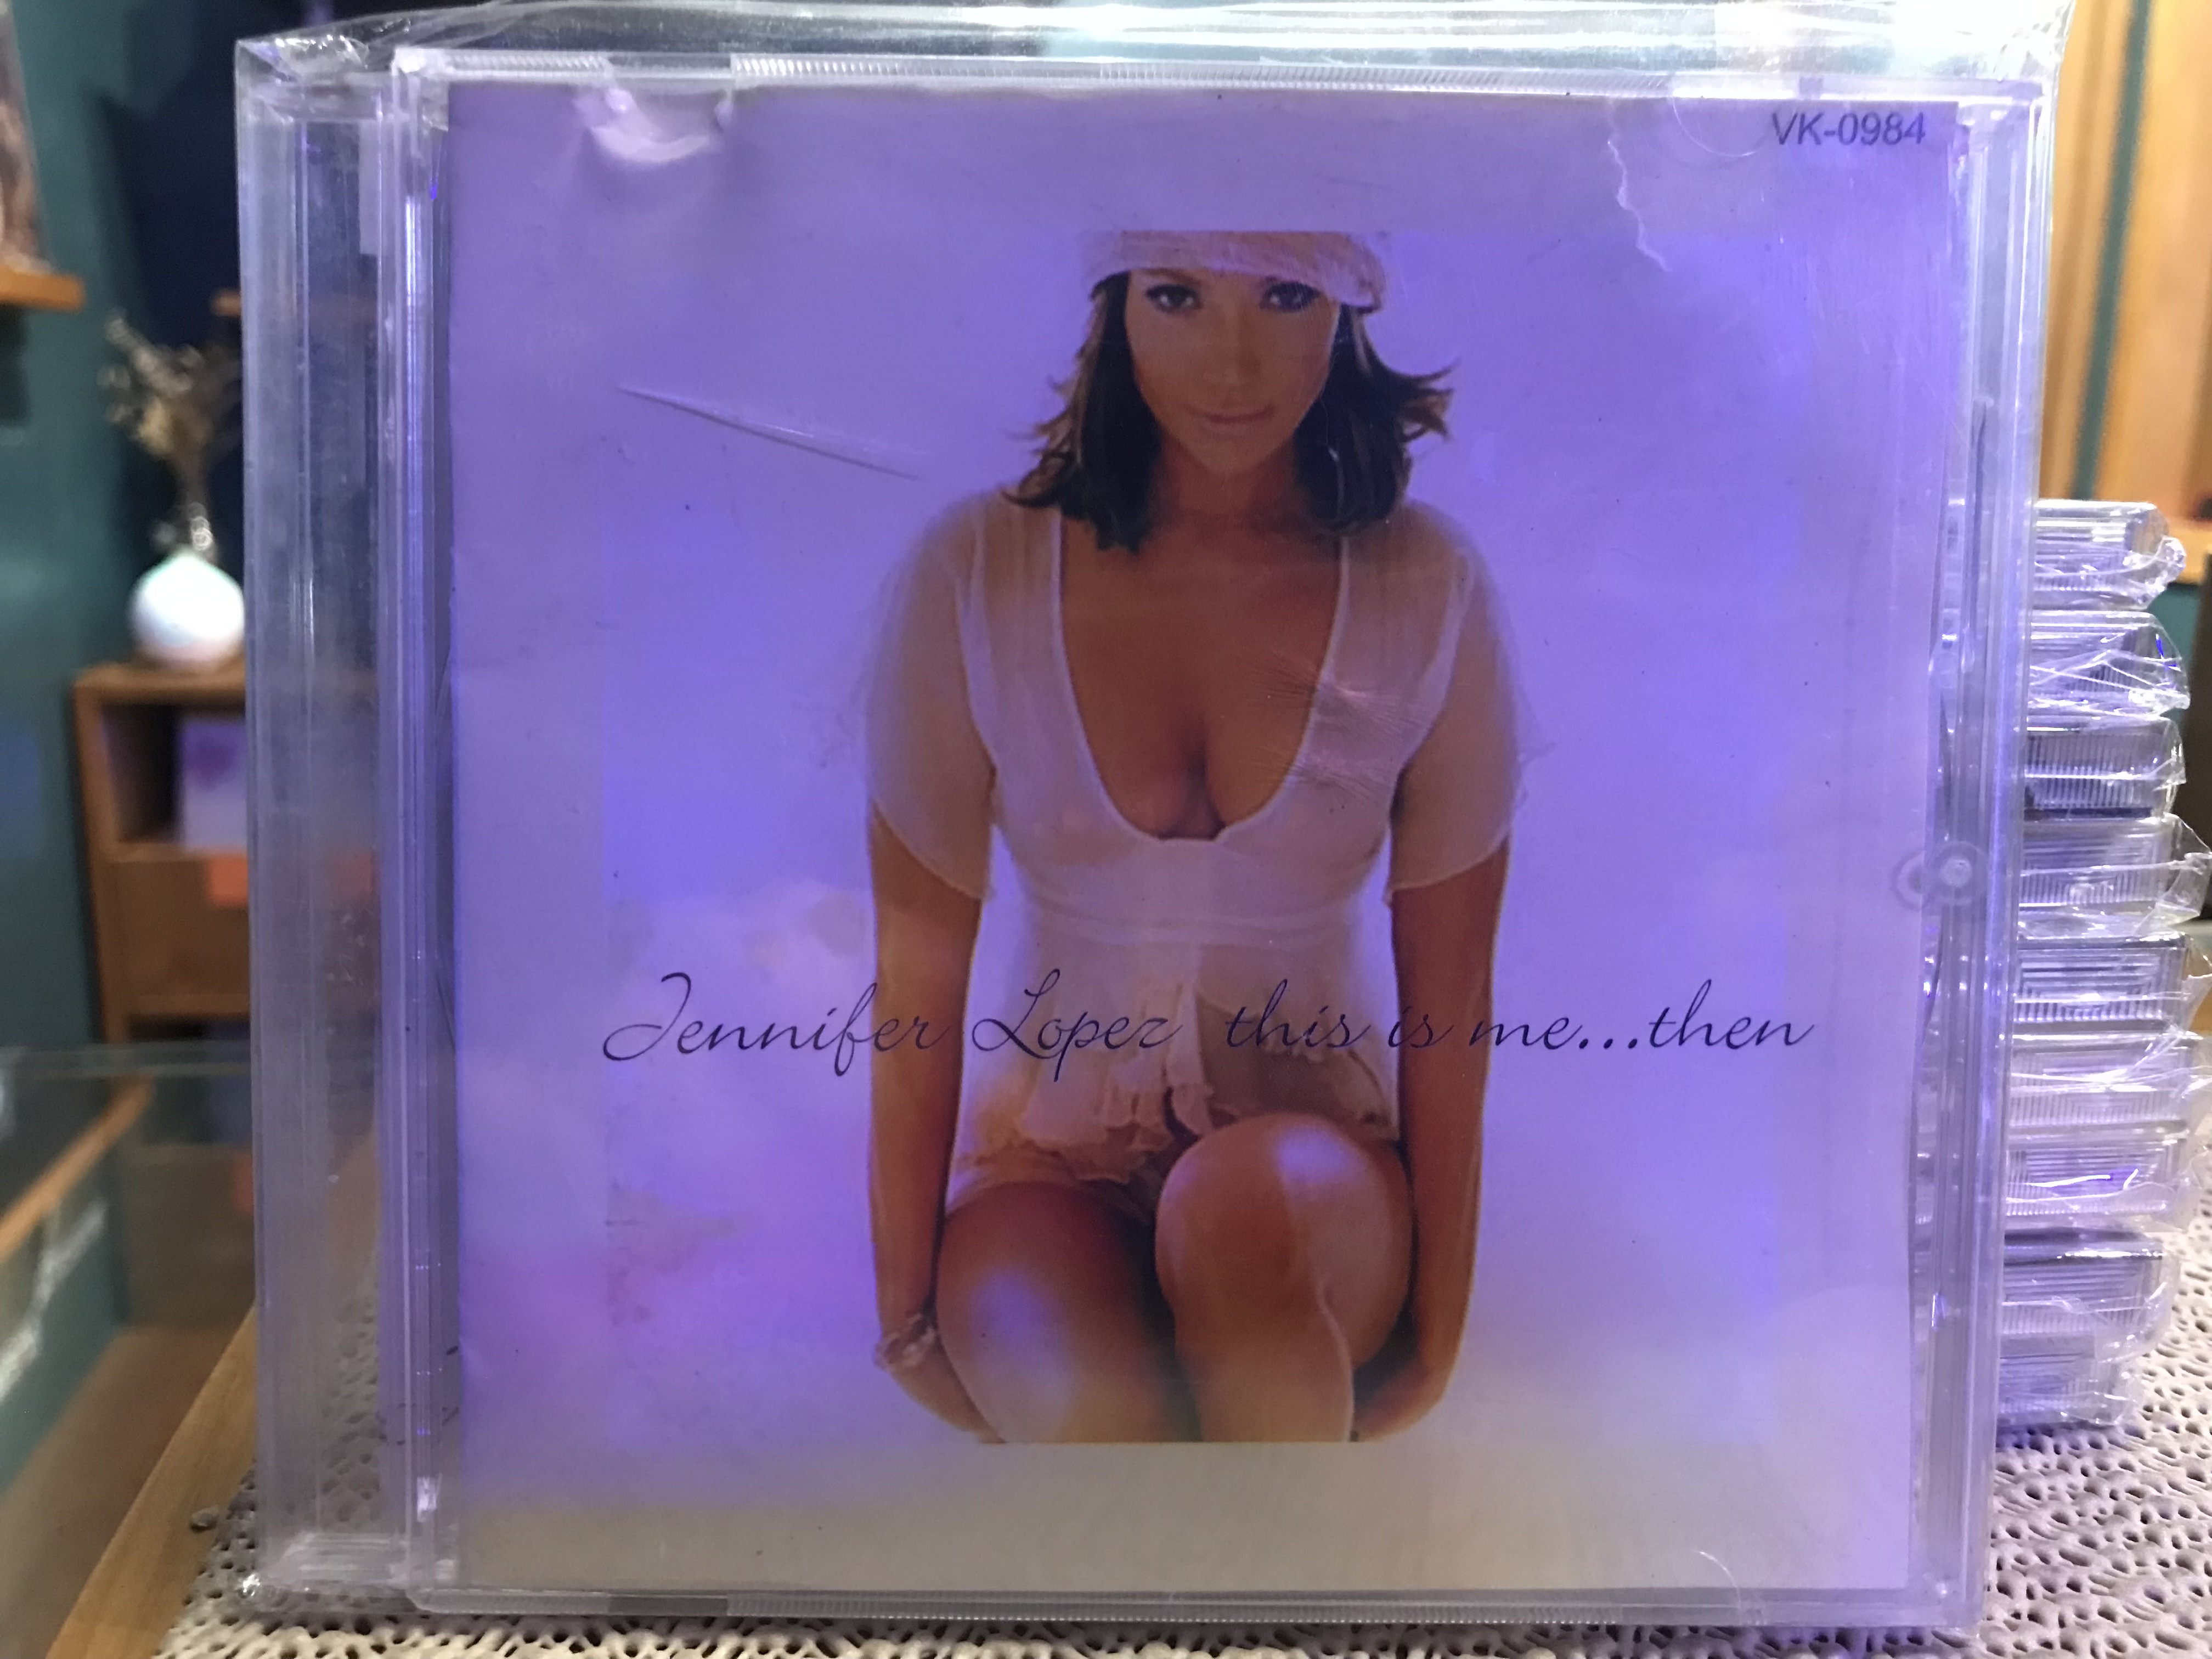 VK-0984
Jennifer Lopez this is me...then